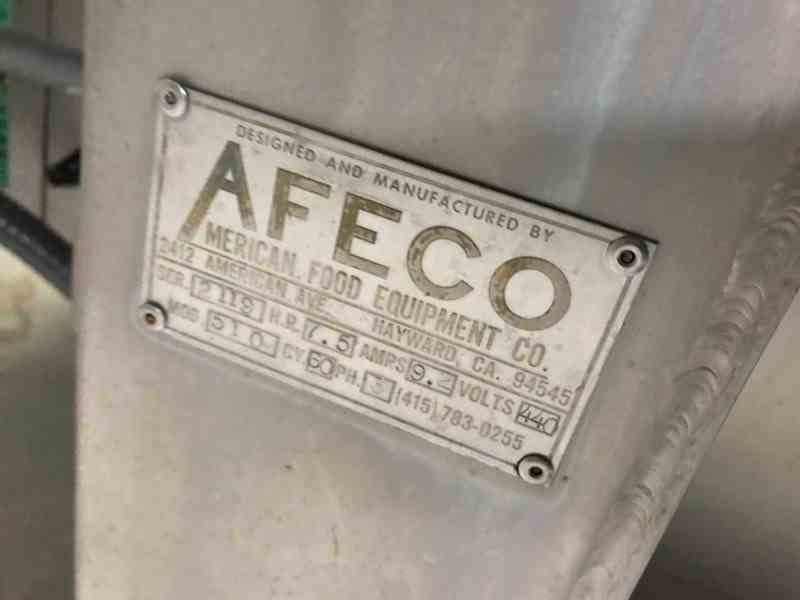 DESIGNED AND MANUFACTURED BY
AFECO
AMERICAN FOOD EQUIPMENT CO.
2412 AMERICAN AVE. HAYWARD, CA. 94545
SER. 2119 H.P. 7.5 AMPS 9.2 VOLTS 440
MOD. 510 CY. 60 PH. 3 (415) 783-0255